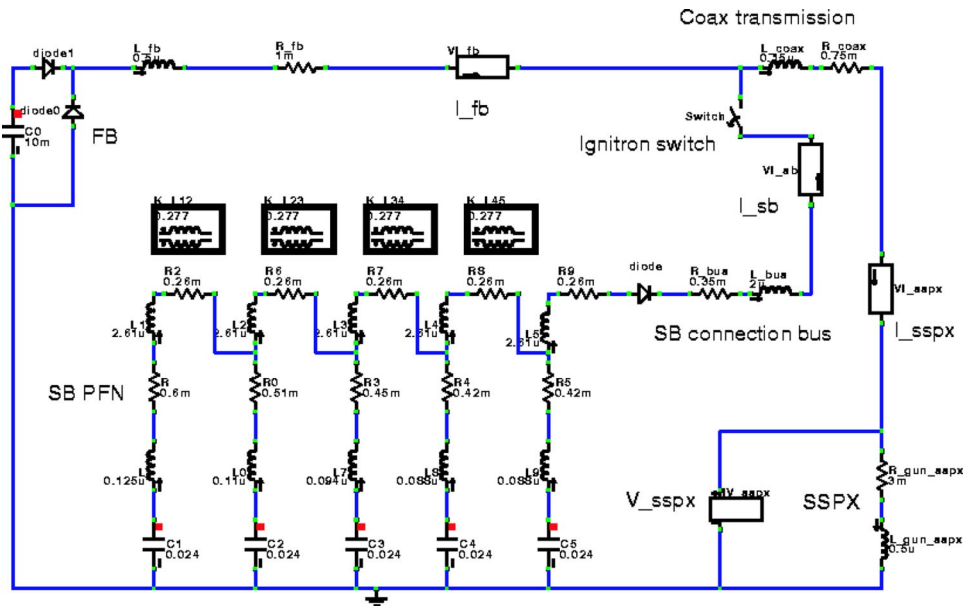 Coax transmission
diode1
L_fb
0.5u
R_fb
1m
VI_fb
I_fb
L_coax
0.35u
R_coax
0.75m
diode0
FB
C0
10m
Switch
Ignitron switch
VI_sb
I_sb
K_L12
0.277
K_L23
0.277
K_L34
0.277
K_L45
0.277
R2
0.26m
R6
0.26m
R7
0.26m
R8
0.26m
R9
0.26m
diode
R_bus
0.35m
L_bus
2u
VI_sspx
I_sspx
L1
2.61u
L2
2.61u
L3
2.61u
L4
2.61u
L5
2.61u
SB connection bus
SB PFN
R
0.6m
R0
0.51m
R3
0.45m
R4
0.42m
R5
0.42m
0.125u
L0
0.11u
L7
0.094u
L8
0.088u
L9
0.088u
V_sspx
VV_sspx
SSPX
R_gun_sspx
3m
L_gun_sspx
0.5u
C1
0.024
C2
0.024
C3
0.024
C4
0.024
C5
0.024